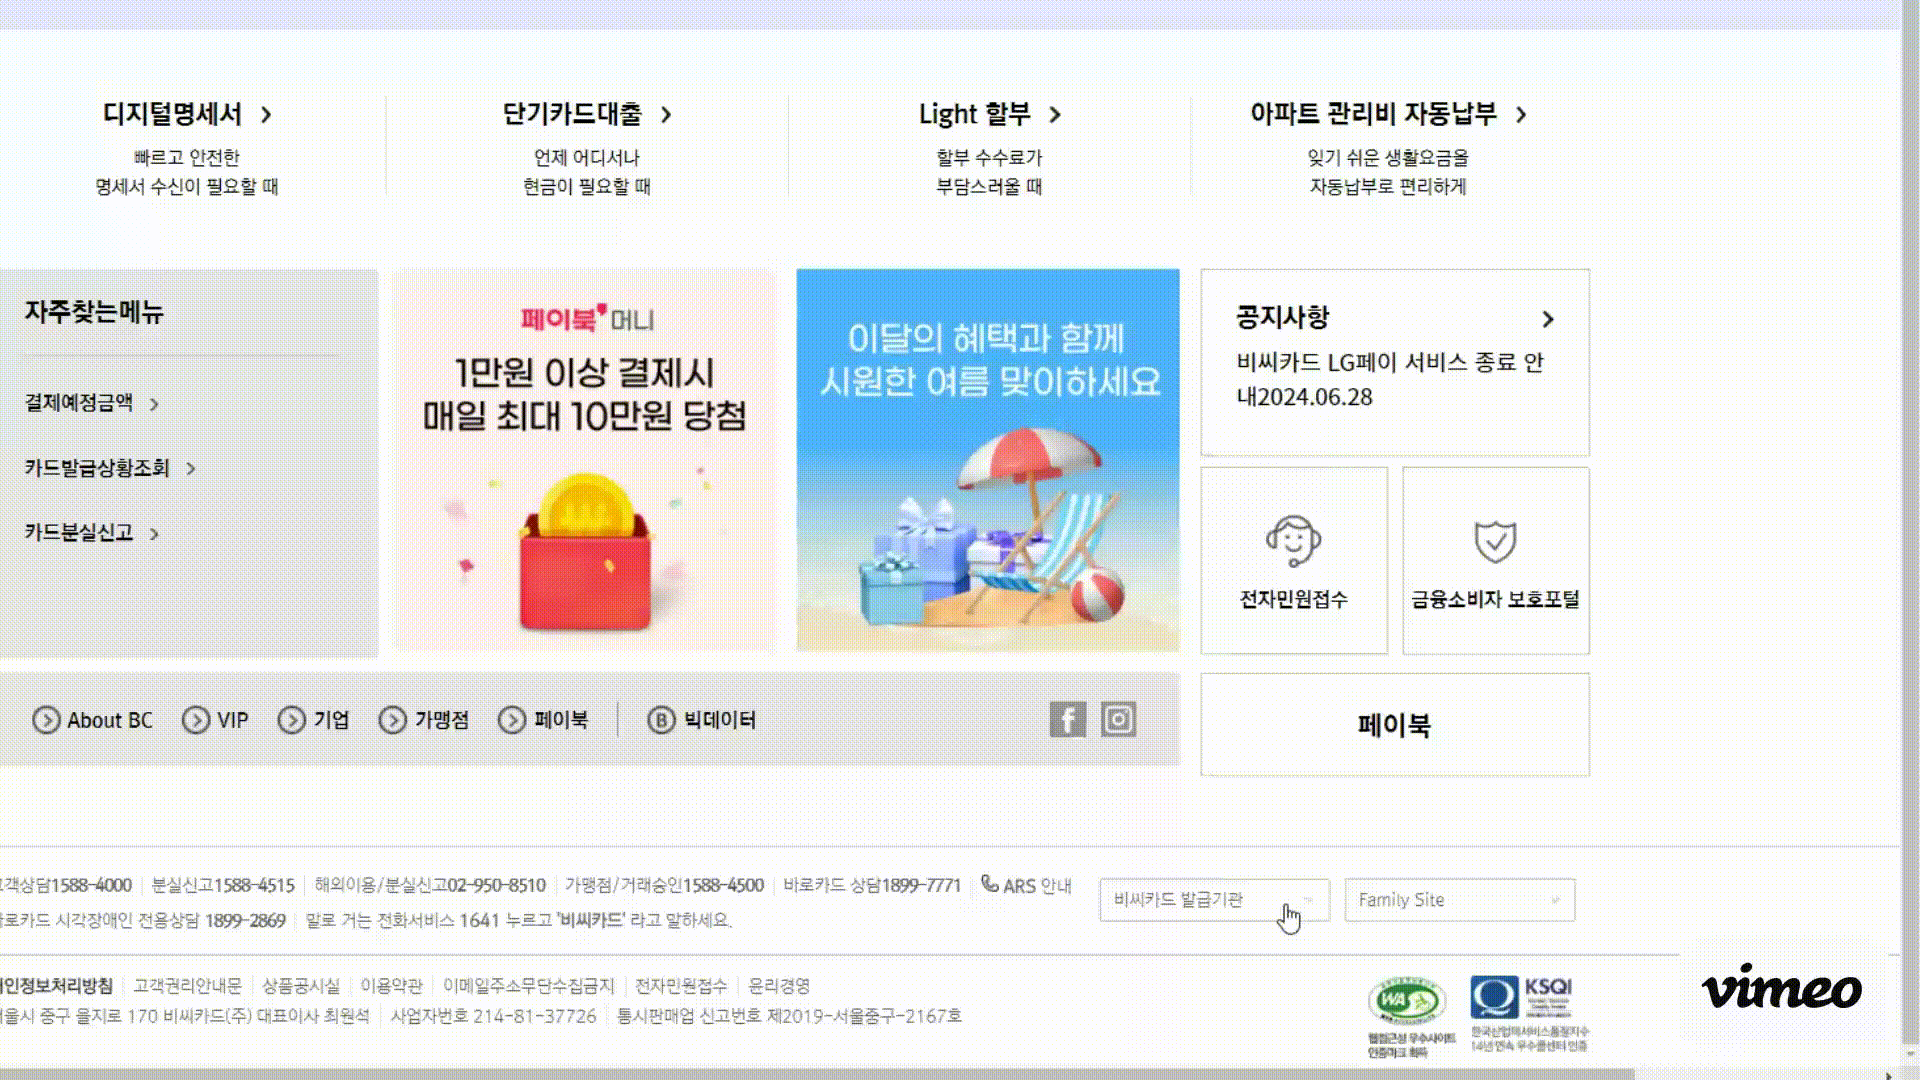 디지털명세서
빠르고 안전한
명세서 수신이 필요할 때
단기카드대출
언제 어디서나
현금이 필요할 때
Light 할부
할부 수수료가
부담스러울 때
아파트 관리비 자동납부
잊기 쉬운 생활요금을
자동납부로 편리하게
자주찾는메뉴
결제예정금액
카드발급상황조회
카드분실신고
페이북 머니
1만원 이상 결제시
매일 최대 10만원 당첨
이달의 혜택과 함께
시원한 여름 맞이하세요
공지사항
비씨카드 LG페이 서비스 종료 안
내2024.06.28
전자민원접수
금융소비자 보호포털
About BC
VIP
기업
가맹점
페이북
B 빅데이터
페이북
객상담1588-4000 분실신고1588-4515 해외이용/분실신고02-950-8510 가맹점/거래승인1588-4500 바로카드 상담1899-7771 ARS 안내
로카드 시각장애인 전용상담 1899-2869 말로 거는 전화서비스 1641 누르고 '비씨카드' 라고 말하세요.
비씨카드 발급기관
Family Site
인정보처리방침 고객권리안내문 상품공시실 이용약관 이메일주소무단수집금지 전자민원접수 윤리경영
울시 중구 을지로 170 비씨카드(주) 대표이사 최원석 사업자번호 214-81-37726 통신판매업 신고번호 제2019-서울중구-2167호
WA
웹접근성 우수사이트
인증마크 획득
KSQI
한국산업의서비스품질지수
14년 연속 우수콜센터 인증
vimeo